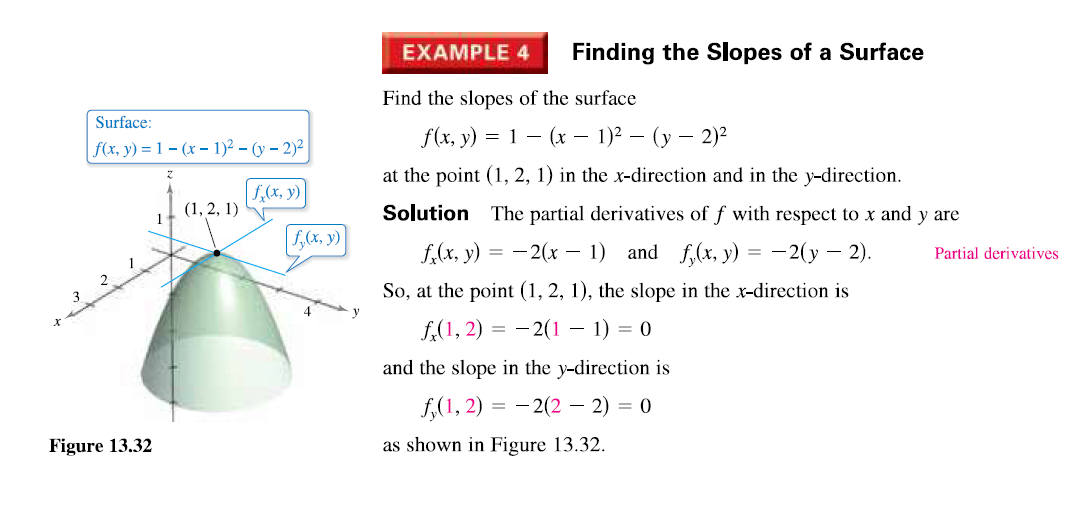 EXAMPLE 4 Finding the Slopes of a Surface
Find the slopes of the surface
f(x, y) = 1 − (x − 1)² − (y − 2)²
at the point (1, 2, 1) in the x-direction and in the y-direction.
Solution The partial derivatives of f with respect to x and y are
fₓ(x, y) = −2(x − 1) and f_y(x, y) = −2(y − 2). Partial derivatives
So, at the point (1, 2, 1), the slope in the x-direction is
fₓ(1, 2) = −2(1 − 1) = 0
and the slope in the y-direction is
f_y(1, 2) = −2(2 − 2) = 0
as shown in Figure 13.32.
Surface:
f(x, y) = 1 − (x − 1)² − (y − 2)²
z
fₓ(x, y)
(1, 2, 1)
1
f_y(x, y)
1
2
3
4
y
x
Figure 13.32